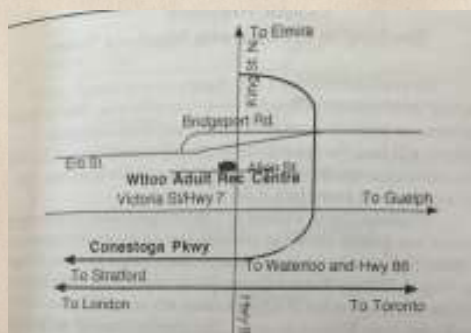 To Elmira
King St. N
Bridgeport Rd.
Erb St.
Allen St.
Wtloo Adult Rec Centre
Victoria St/Hwy 7
To Guelph
Conestoga Pkwy
To Waterloo and Hwy 86
To Stratford
To London
To Toronto